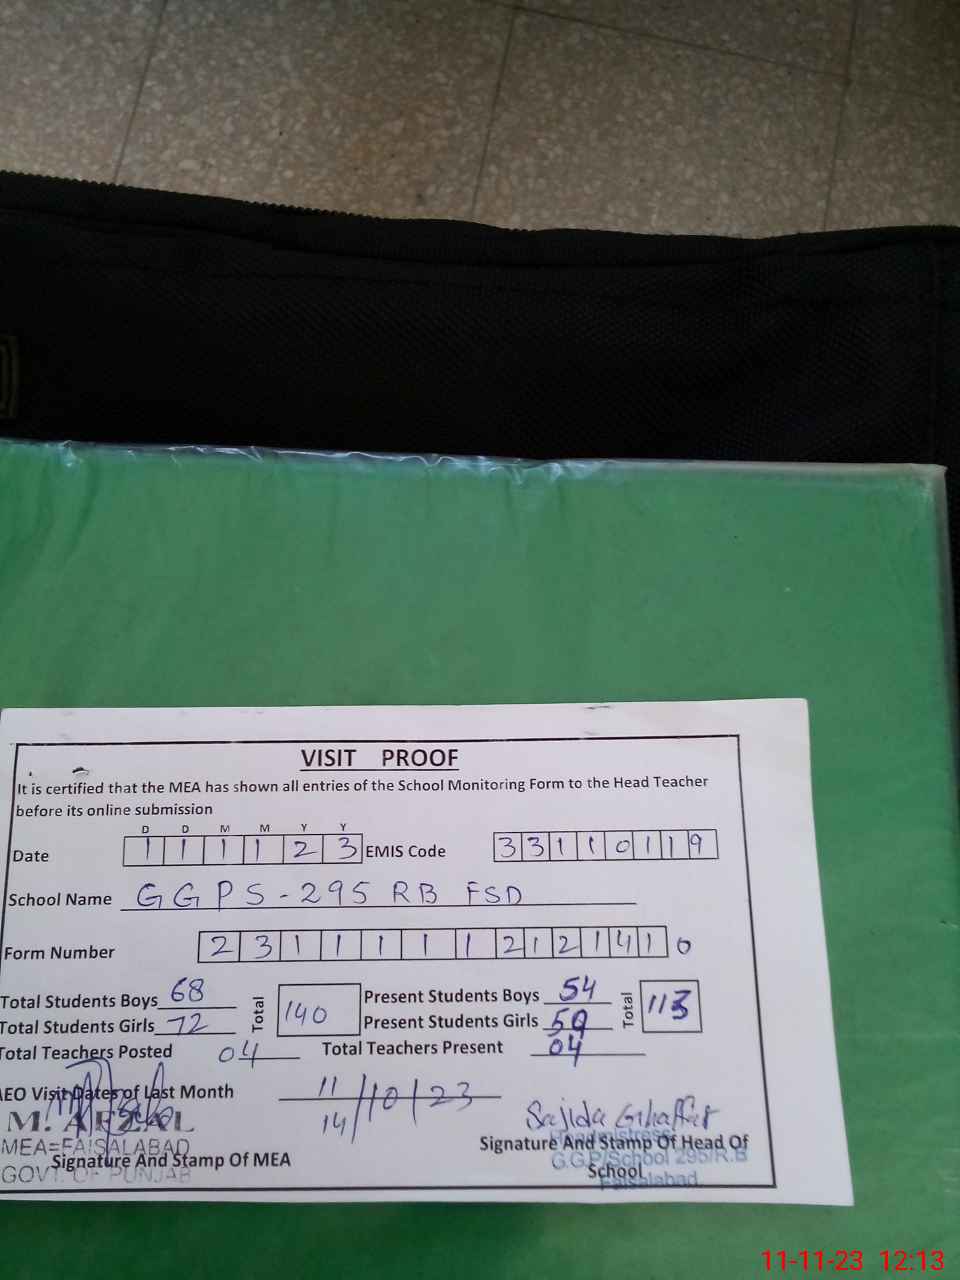 VISIT PROOF
It is certified that the MEA has shown all entries of the School Monitoring Form to the Head Teacher
before its online submission
D D M M Y Y
Date 1 1 1 1 2 3 EMIS Code 3 3 1 1 0 1 1 9
School Name GGPS-295 RB FSD
Form Number 2 3 1 1 1 1 1 2 1 2 1 4 1 0
Total Students Boys 68 Total 140 Present Students Boys 54 Total 113
Total Students Girls 72 Present Students Girls 59
Total Teachers Posted 04 Total Teachers Present 04
AEO Visit Dates of Last Month 11 14 /10/23
M. AFZAL
MEA=FAISALABAD
GOVT. OF PUNJAB
Signature And Stamp Of MEA
Sajida Ghaffar
Signature And Stamp Of Head Of
School
Headmistress
G.G.P/School 295/R.B
Faisalabad
11-11-23 12:13